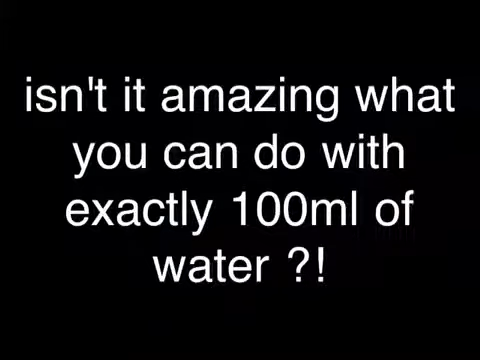 isn't it amazing what
you can do with
exactly 100ml of
water ?!